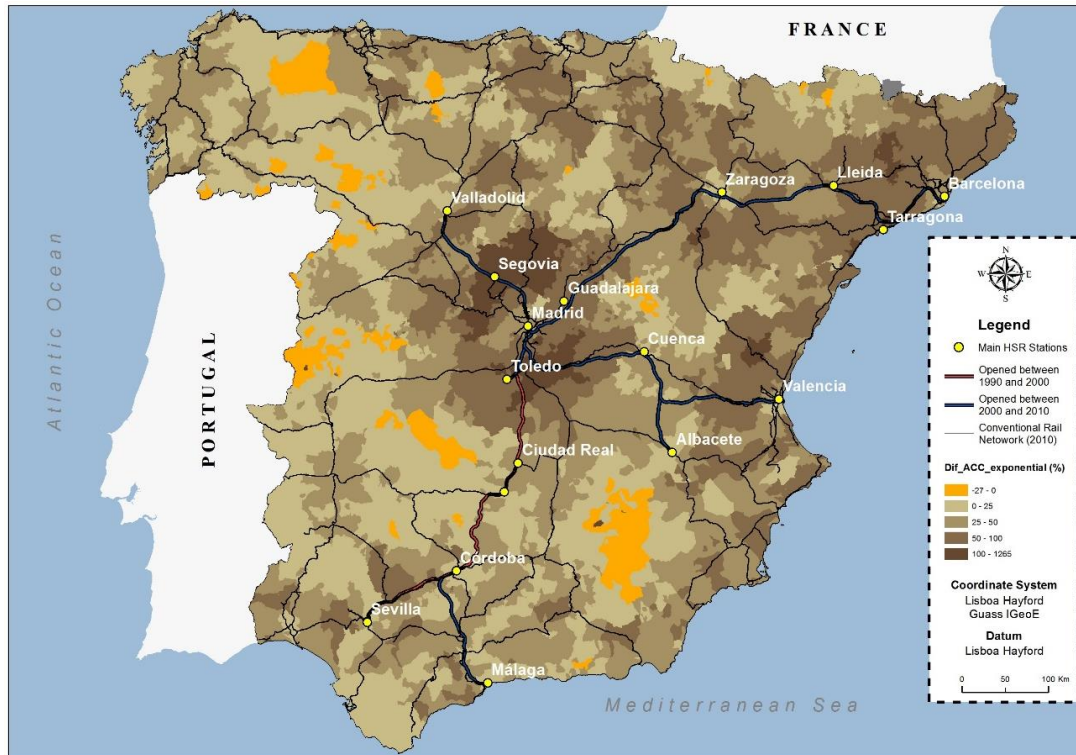 FRANCE
Atlantic Ocean
PORTUGAL
Valladolid
Zaragoza
Lleida
Barcelona
Tarragona
Segovia
Guadalajara
Madrid
Cuenca
Toledo
Valencia
Ciudad Real
Albacete
Córdoba
Sevilla
Málaga
Mediterranean Sea
N
W E
S
Legend
Main HSR Stations
Opened between
1990 and 2000
Opened between
2000 and 2010
Conventional Rail
Netowork (2010)
Dif_ACC_exponential (%)
-27 - 0
0 - 25
25 - 50
50 - 100
100 - 1265
Coordinate System
Lisboa Hayford
Guass IGeoE
Datum
Lisboa Hayford
0 50 100 Km